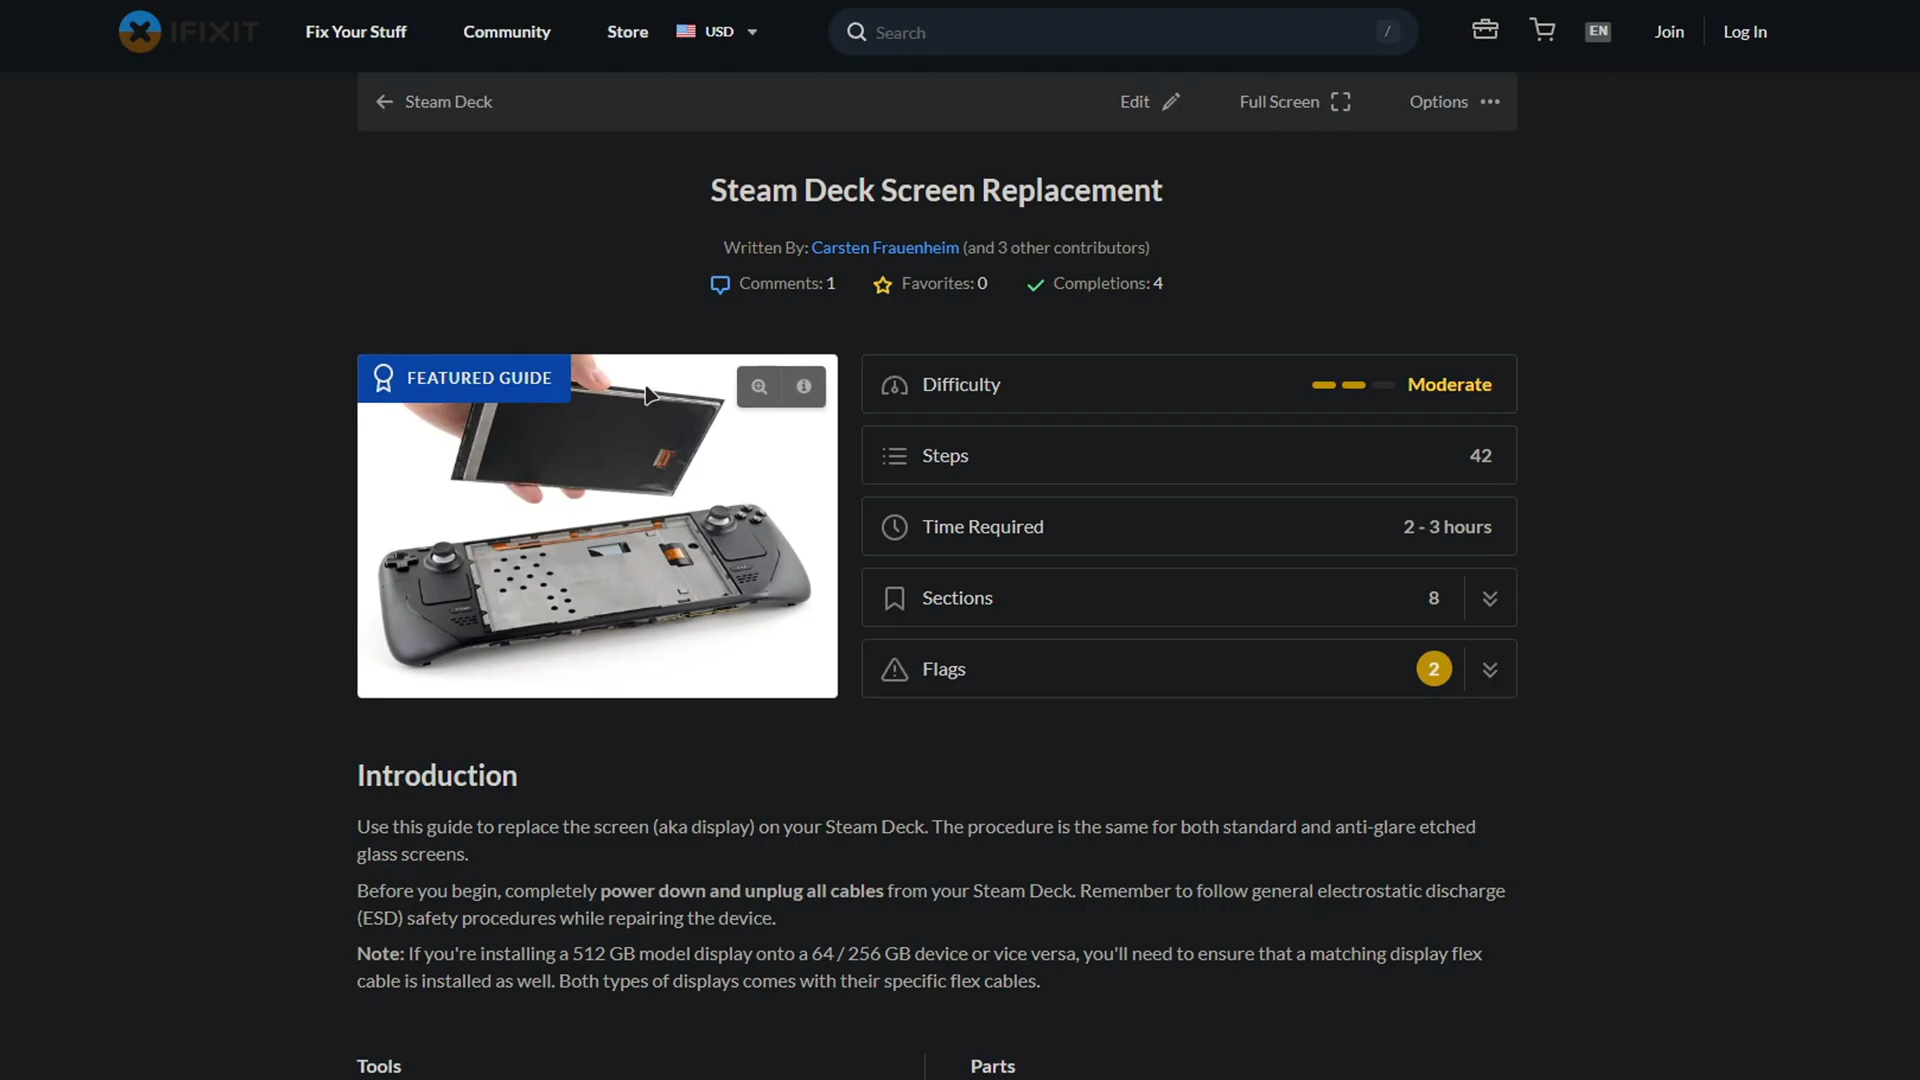 IFIXIT Fix Your Stuff Community Store USD Search / EN Join Log In
Steam Deck Edit Full Screen Options
Steam Deck Screen Replacement
Written By: Carsten Frauenheim (and 3 other contributors)
Comments: 1 Favorites: 0 Completions: 4
FEATURED GUIDE
Difficulty Moderate
Steps 42
Time Required 2 - 3 hours
Sections 8
Flags 2
Introduction
Use this guide to replace the screen (aka display) on your Steam Deck. The procedure is the same for both standard and anti-glare etched
glass screens.
Before you begin, completely power down and unplug all cables from your Steam Deck. Remember to follow general electrostatic discharge
(ESD) safety procedures while repairing the device.
Note: If you're installing a 512 GB model display onto a 64 / 256 GB device or vice versa, you'll need to ensure that a matching display flex
cable is installed as well. Both types of displays comes with their specific flex cables.
Tools Parts